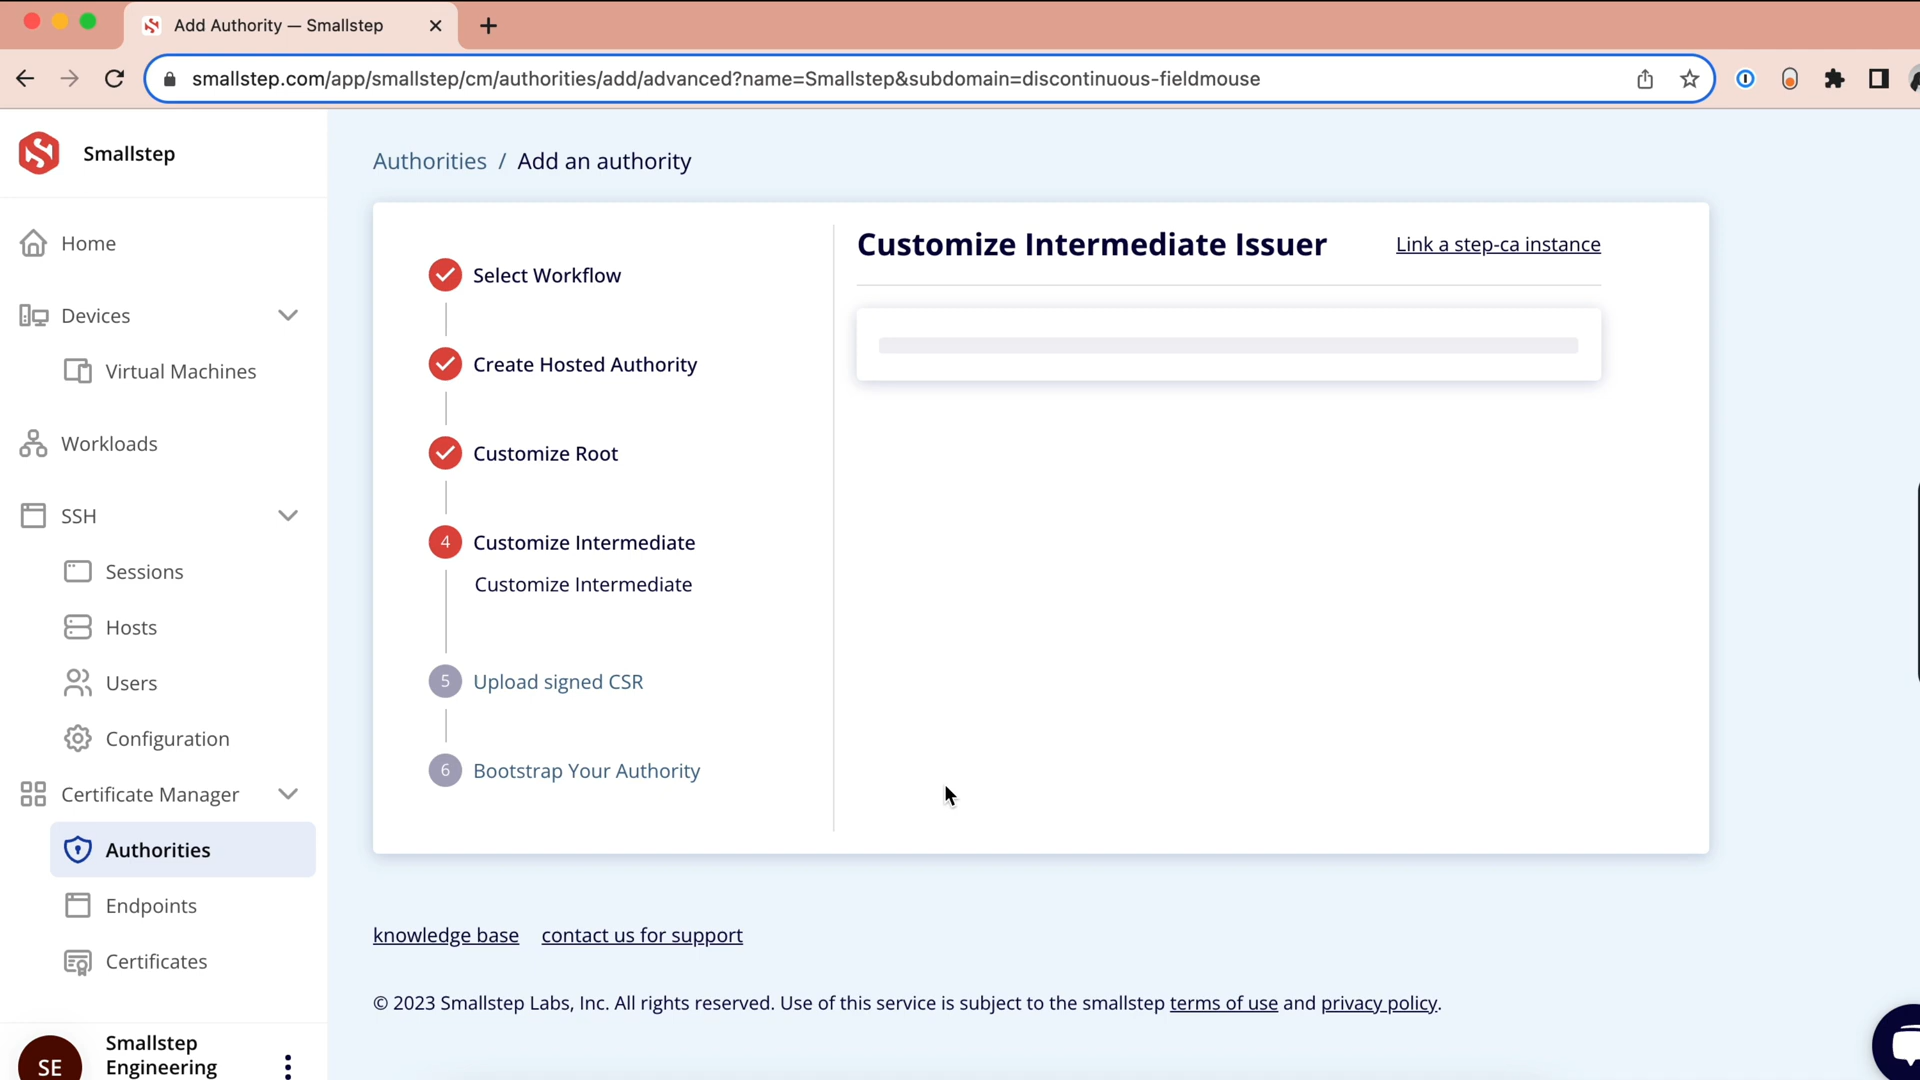 Add Authority — Smallstep
smallstep.com/app/smallstep/cm/authorities/add/advanced?name=Smallstep&subdomain=discontinuous-fieldmouse
Smallstep
Home
Devices
Virtual Machines
Workloads
SSH
Sessions
Hosts
Users
Configuration
Certificate Manager
Authorities
Endpoints
Certificates
SE
Smallstep
Engineering
Authorities / Add an authority
Select Workflow
Create Hosted Authority
Customize Root
4 Customize Intermediate
Customize Intermediate
5 Upload signed CSR
6 Bootstrap Your Authority
Customize Intermediate Issuer
Link a step-ca instance
knowledge base contact us for support
© 2023 Smallstep Labs, Inc. All rights reserved. Use of this service is subject to the smallstep terms of use and privacy policy.